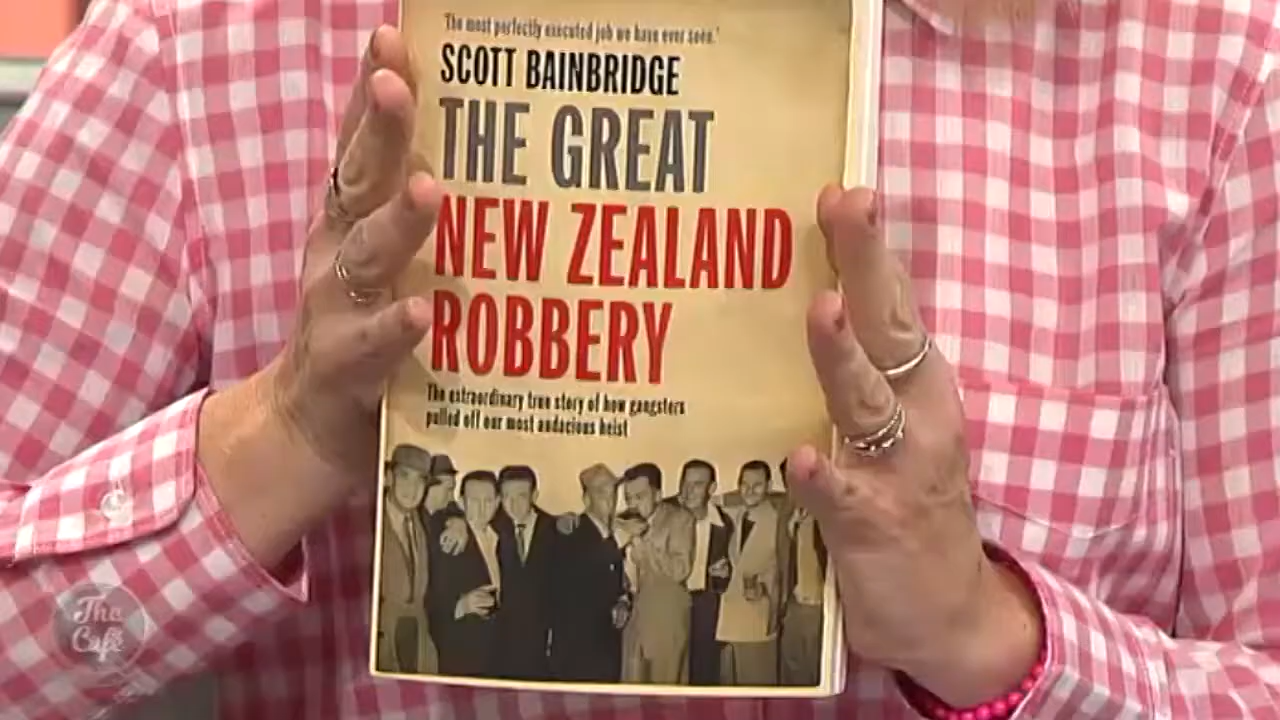 'The most perfectly executed job we have ever seen.'
SCOTT BAINBRIDGE
THE GREAT
NEW ZEALAND
ROBBERY
The extraordinary true story of how gangsters
pulled off our most audacious heist
The
Café